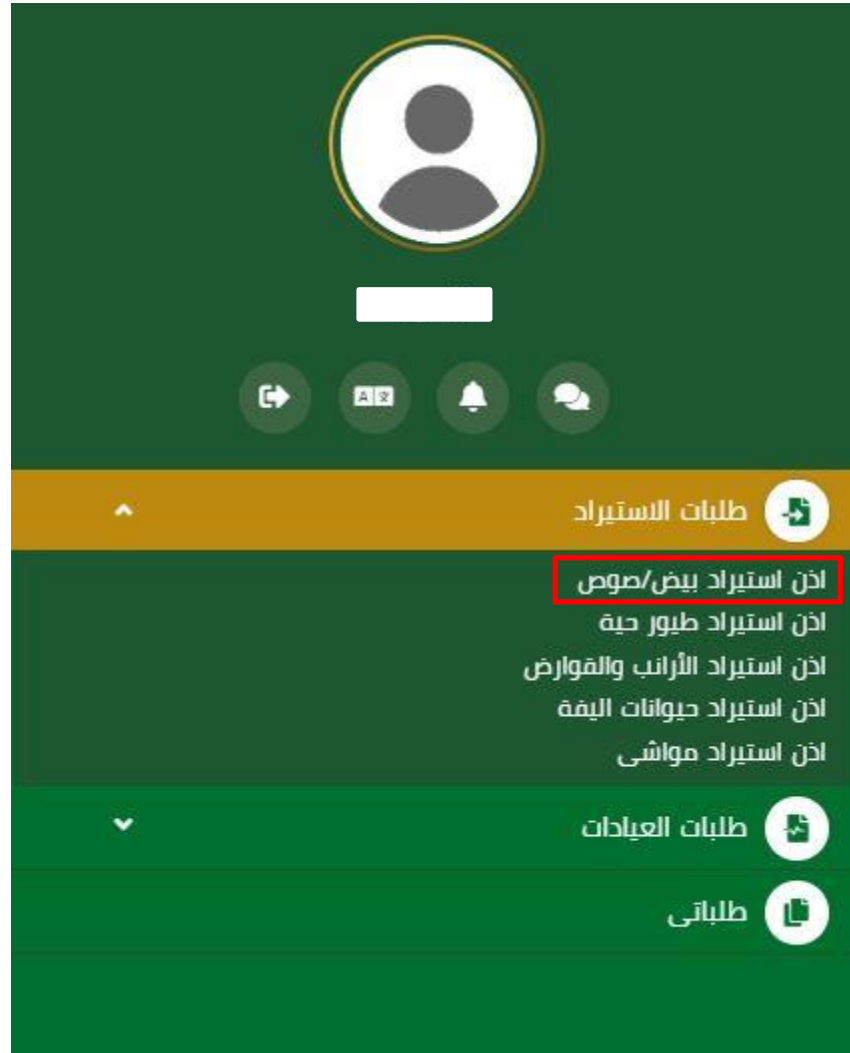 طلبات الاستيراد
اذن استيراد بيض/صوص
اذن استيراد طيور حية
اذن استيراد الأرانب والقوارض
اذن استيراد حيوانات اليفة
اذن استيراد مواشى
طلبات العيادات
طلباتى